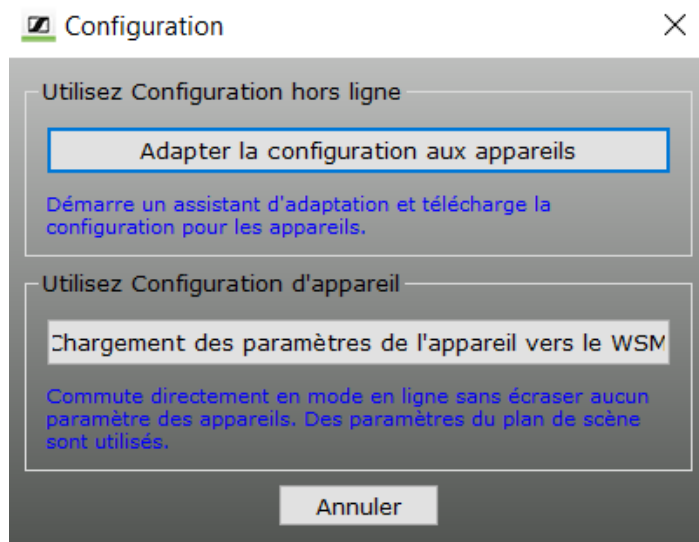 Configuration
Utilisez Configuration hors ligne
Adapter la configuration aux appareils
Démarre un assistant d'adaptation et télécharge la
configuration pour les appareils.
Utilisez Configuration d'appareil
Chargement des paramètres de l'appareil vers le WSM
Commute directement en mode en ligne sans écraser aucun
paramètre des appareils. Des paramètres du plan de scène
sont utilisés.
Annuler